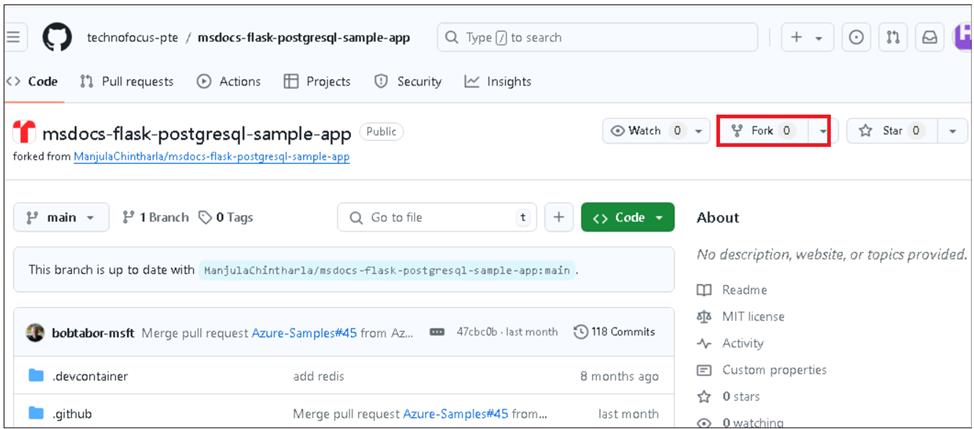 technofocus-pte / msdocs-flask-postgresql-sample-app Type / to search
Code Pull requests Actions Projects Security Insights
msdocs-flask-postgresql-sample-app Public Watch 0 Fork 0 Star 0
forked from ManjulaChintharla/msdocs-flask-postgresql-sample-app
main 1 Branch 0 Tags Go to file t Code About
No description, website, or topics provided.
This branch is up to date with ManjulaChintharla/msdocs-flask-postgresql-sample-app:main .
Readme
MIT license
bobtabor-msft Merge pull request Azure-Samples#45 from Az... 47cbc0b · last month 118 Commits
Activity
.devcontainer add redis 8 months ago
Custom properties
0 stars
.github Merge pull request Azure-Samples#45 from... last month
0 watching